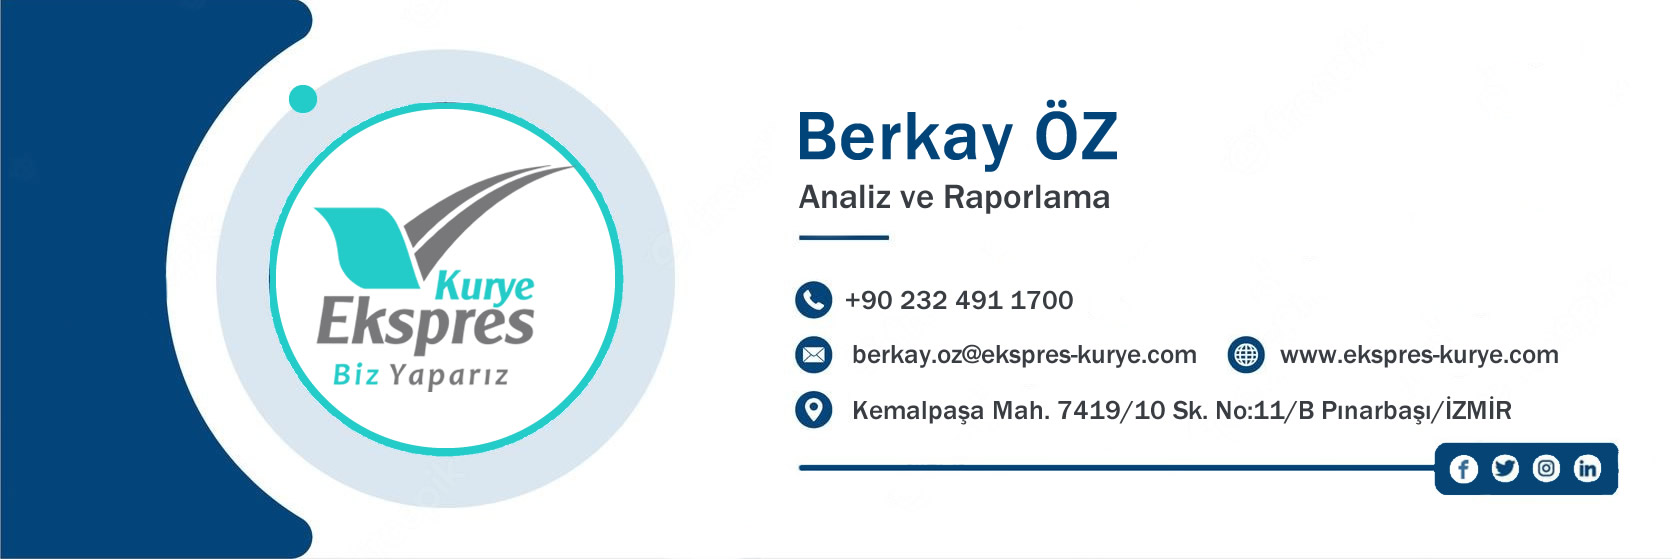 Kurye
Ekspres
Biz Yaparız
Berkay ÖZ
Analiz ve Raporlama
+90 232 491 1700
berkay.oz@ekspres-kurye.com
www.ekspres-kurye.com
Kemalpaşa Mah. 7419/10 Sk. No:11/B Pınarbaşı/İZMİR